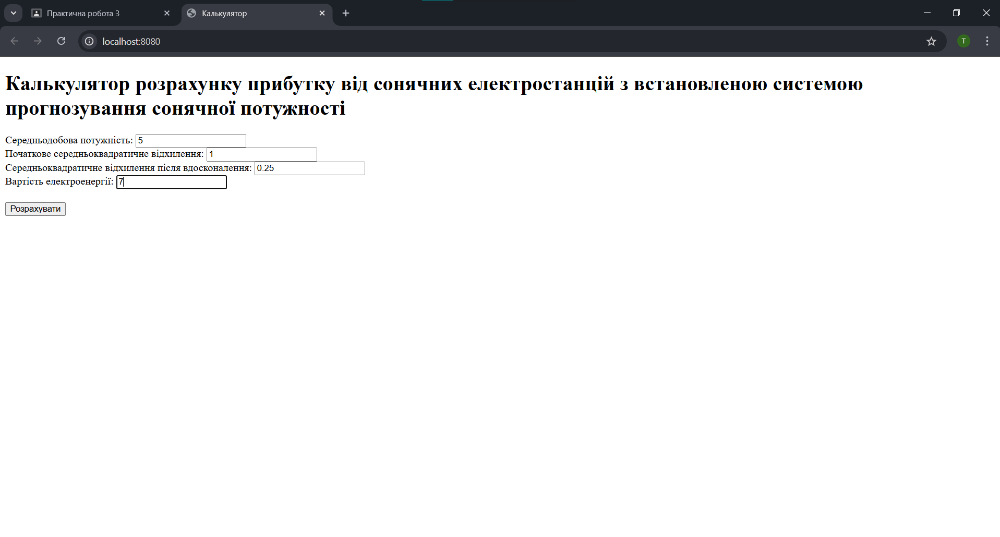 Практична робота 3
Калькулятор
localhost:8080
T
Калькулятор розрахунку прибутку від сонячних електростанцій з встановленою системою
прогнозування сонячної потужності
Середньодобова потужність: 5
Початкове середньоквадратичне відхилення: 1
Середньоквадратичне відхилення після вдосконалення: 0.25
Вартість електроенергії: 7
Розрахувати